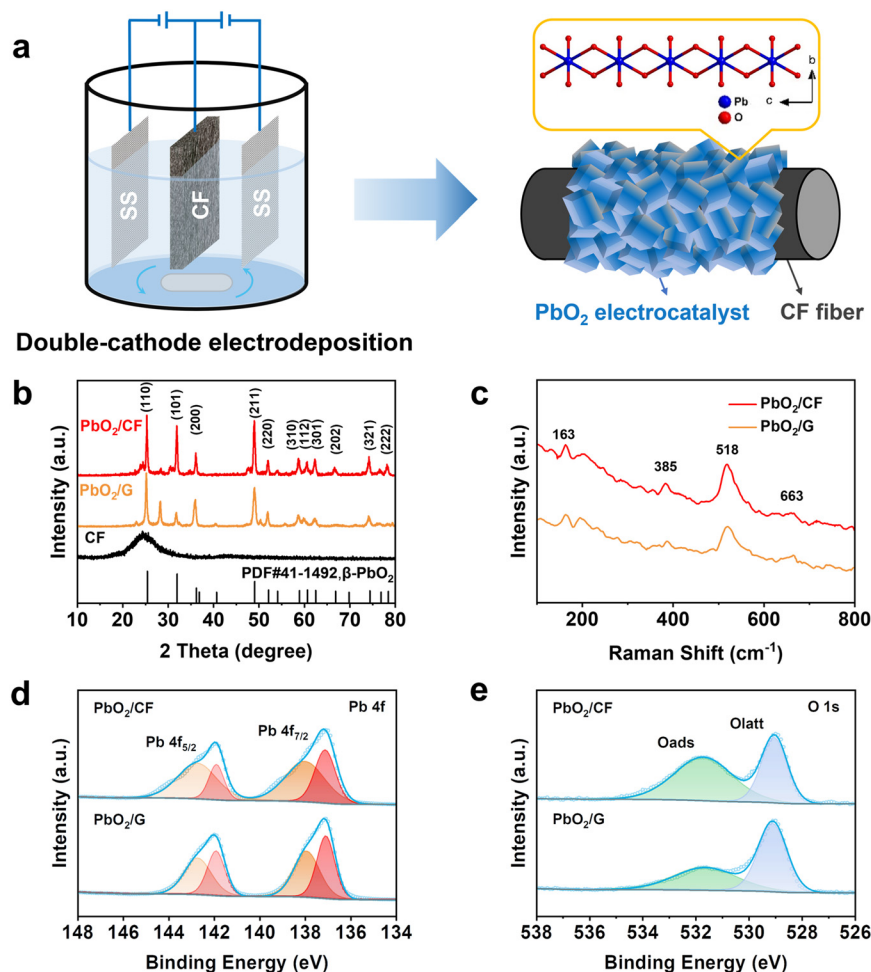 a
SS
CF
SS
b
c
Pb
O
PbO₂ electrocatalyst
CF fiber
Double-cathode electrodeposition
b
Intensity (a.u.)
PbO₂/CF
(110)
(101)
(200)
(211)
(220)
(310)
(112)
(301)
(202)
(321)
(222)
PbO₂/G
CF
PDF#41-1492,β-PbO₂
10 20 30 40 50 60 70 80
2 Theta (degree)
c
Intensity (a.u.)
PbO₂/CF
PbO₂/G
163
385
518
663
200 400 600 800
Raman Shift (cm⁻¹)
d
Intensity (a.u.)
PbO₂/CF
Pb 4f
Pb 4f₅/₂
Pb 4f₇/₂
PbO₂/G
148 146 144 142 140 138 136 134
Binding Energy (eV)
e
Intensity (a.u.)
PbO₂/CF
O 1s
Oads
Olatt
PbO₂/G
538 536 534 532 530 528 526
Binding Energy (eV)